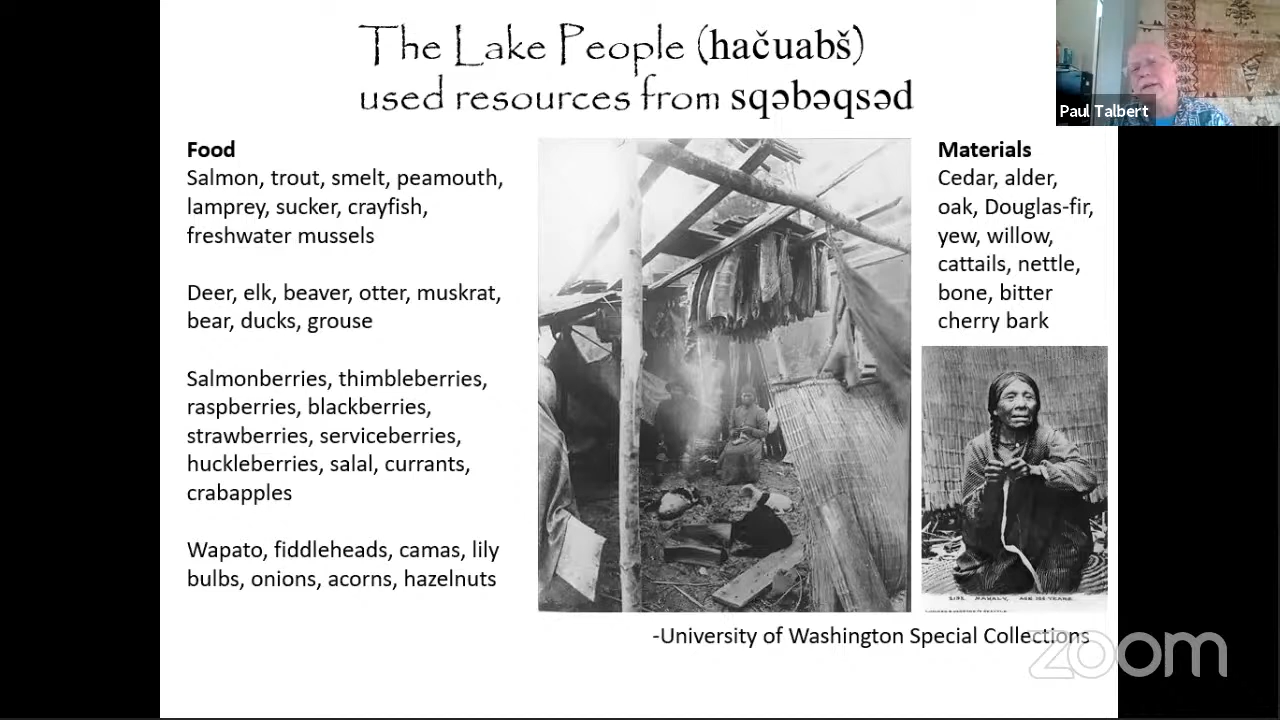 The Lake People (hačuabš)
used resources from sqəbəqsəd
Paul Talbert
Food
Salmon, trout, smelt, peamouth,
lamprey, sucker, crayfish,
freshwater mussels
Deer, elk, beaver, otter, muskrat,
bear, ducks, grouse
Salmonberries, thimbleberries,
raspberries, blackberries,
strawberries, serviceberries,
huckleberries, salal, currants,
crabapples
Wapato, fiddleheads, camas, lily
bulbs, onions, acorns, hazelnuts
Materials
Cedar, alder,
oak, Douglas-fir,
yew, willow,
cattails, nettle,
bone, bitter
cherry bark
-University of Washington Special Collections
zoom